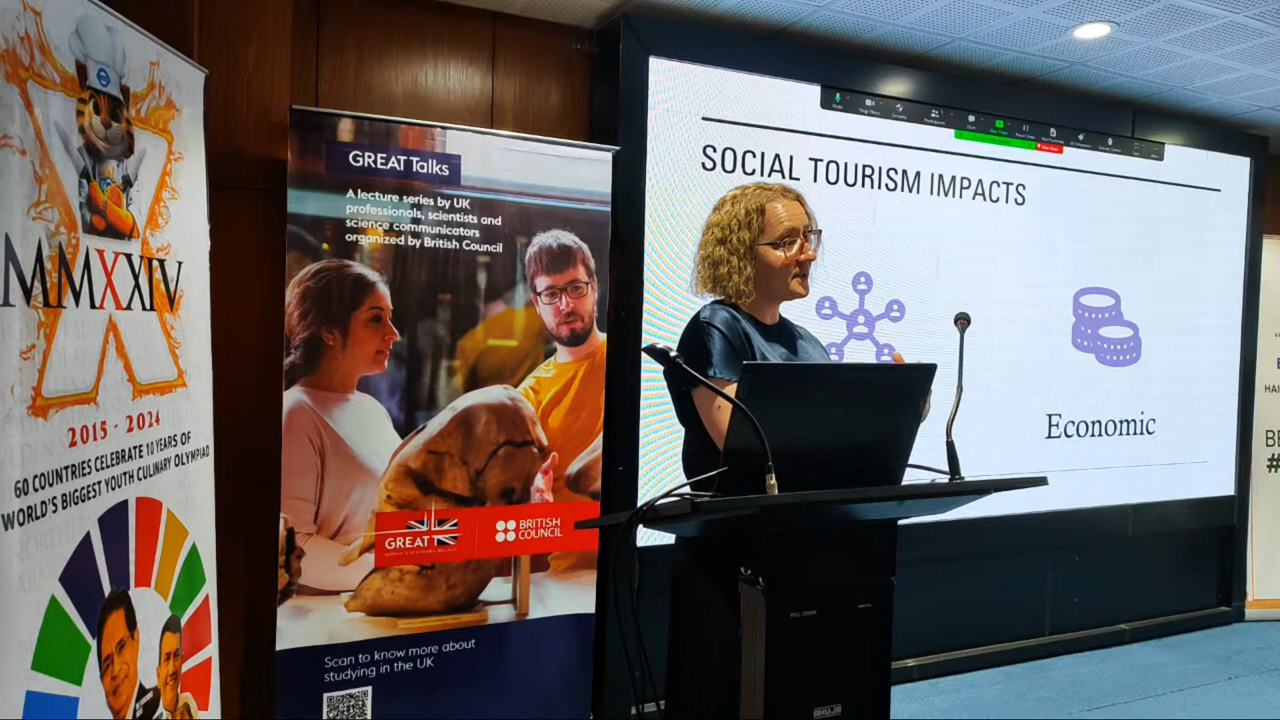 MMXXIV
2015 - 2024
60 COUNTRIES CELEBRATE 10 YEARS OF
WORLD'S BIGGEST YOUTH CULINARY OLYMPIAD
GREAT Talks
A lecture series by UK
professionals, scientists and
science communicators
organized by British Council
GREAT
BRITISH
COUNCIL
Scan to know more about
studying in the UK
SOCIAL TOURISM IMPACTS
Economic
AHUJA